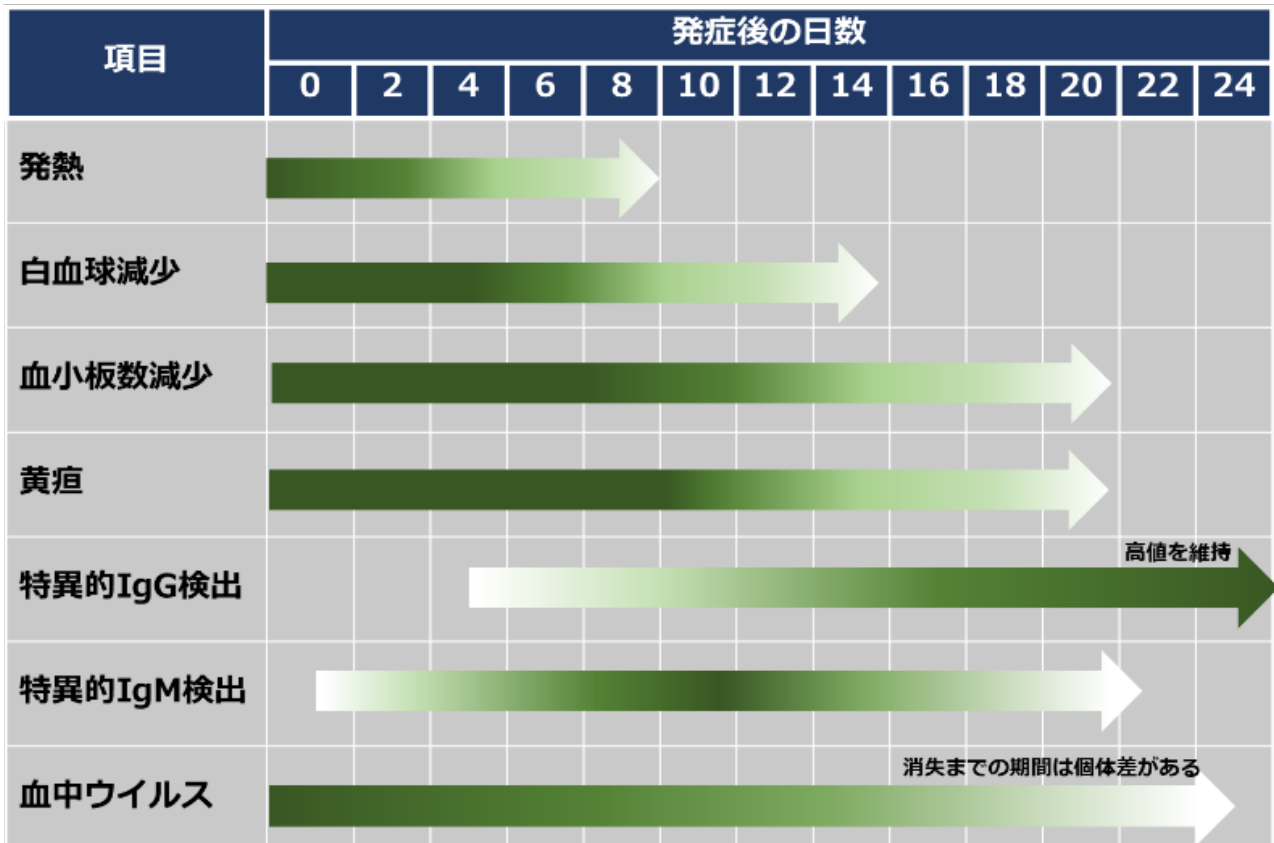 項目
発症後の日数
0 2 4 6 8 10 12 14 16 18 20 22 24
発熱
白血球減少
血小板数減少
黄疸
高値を維持
特異的IgG検出
特異的IgM検出
消失までの期間は個体差がある
血中ウイルス